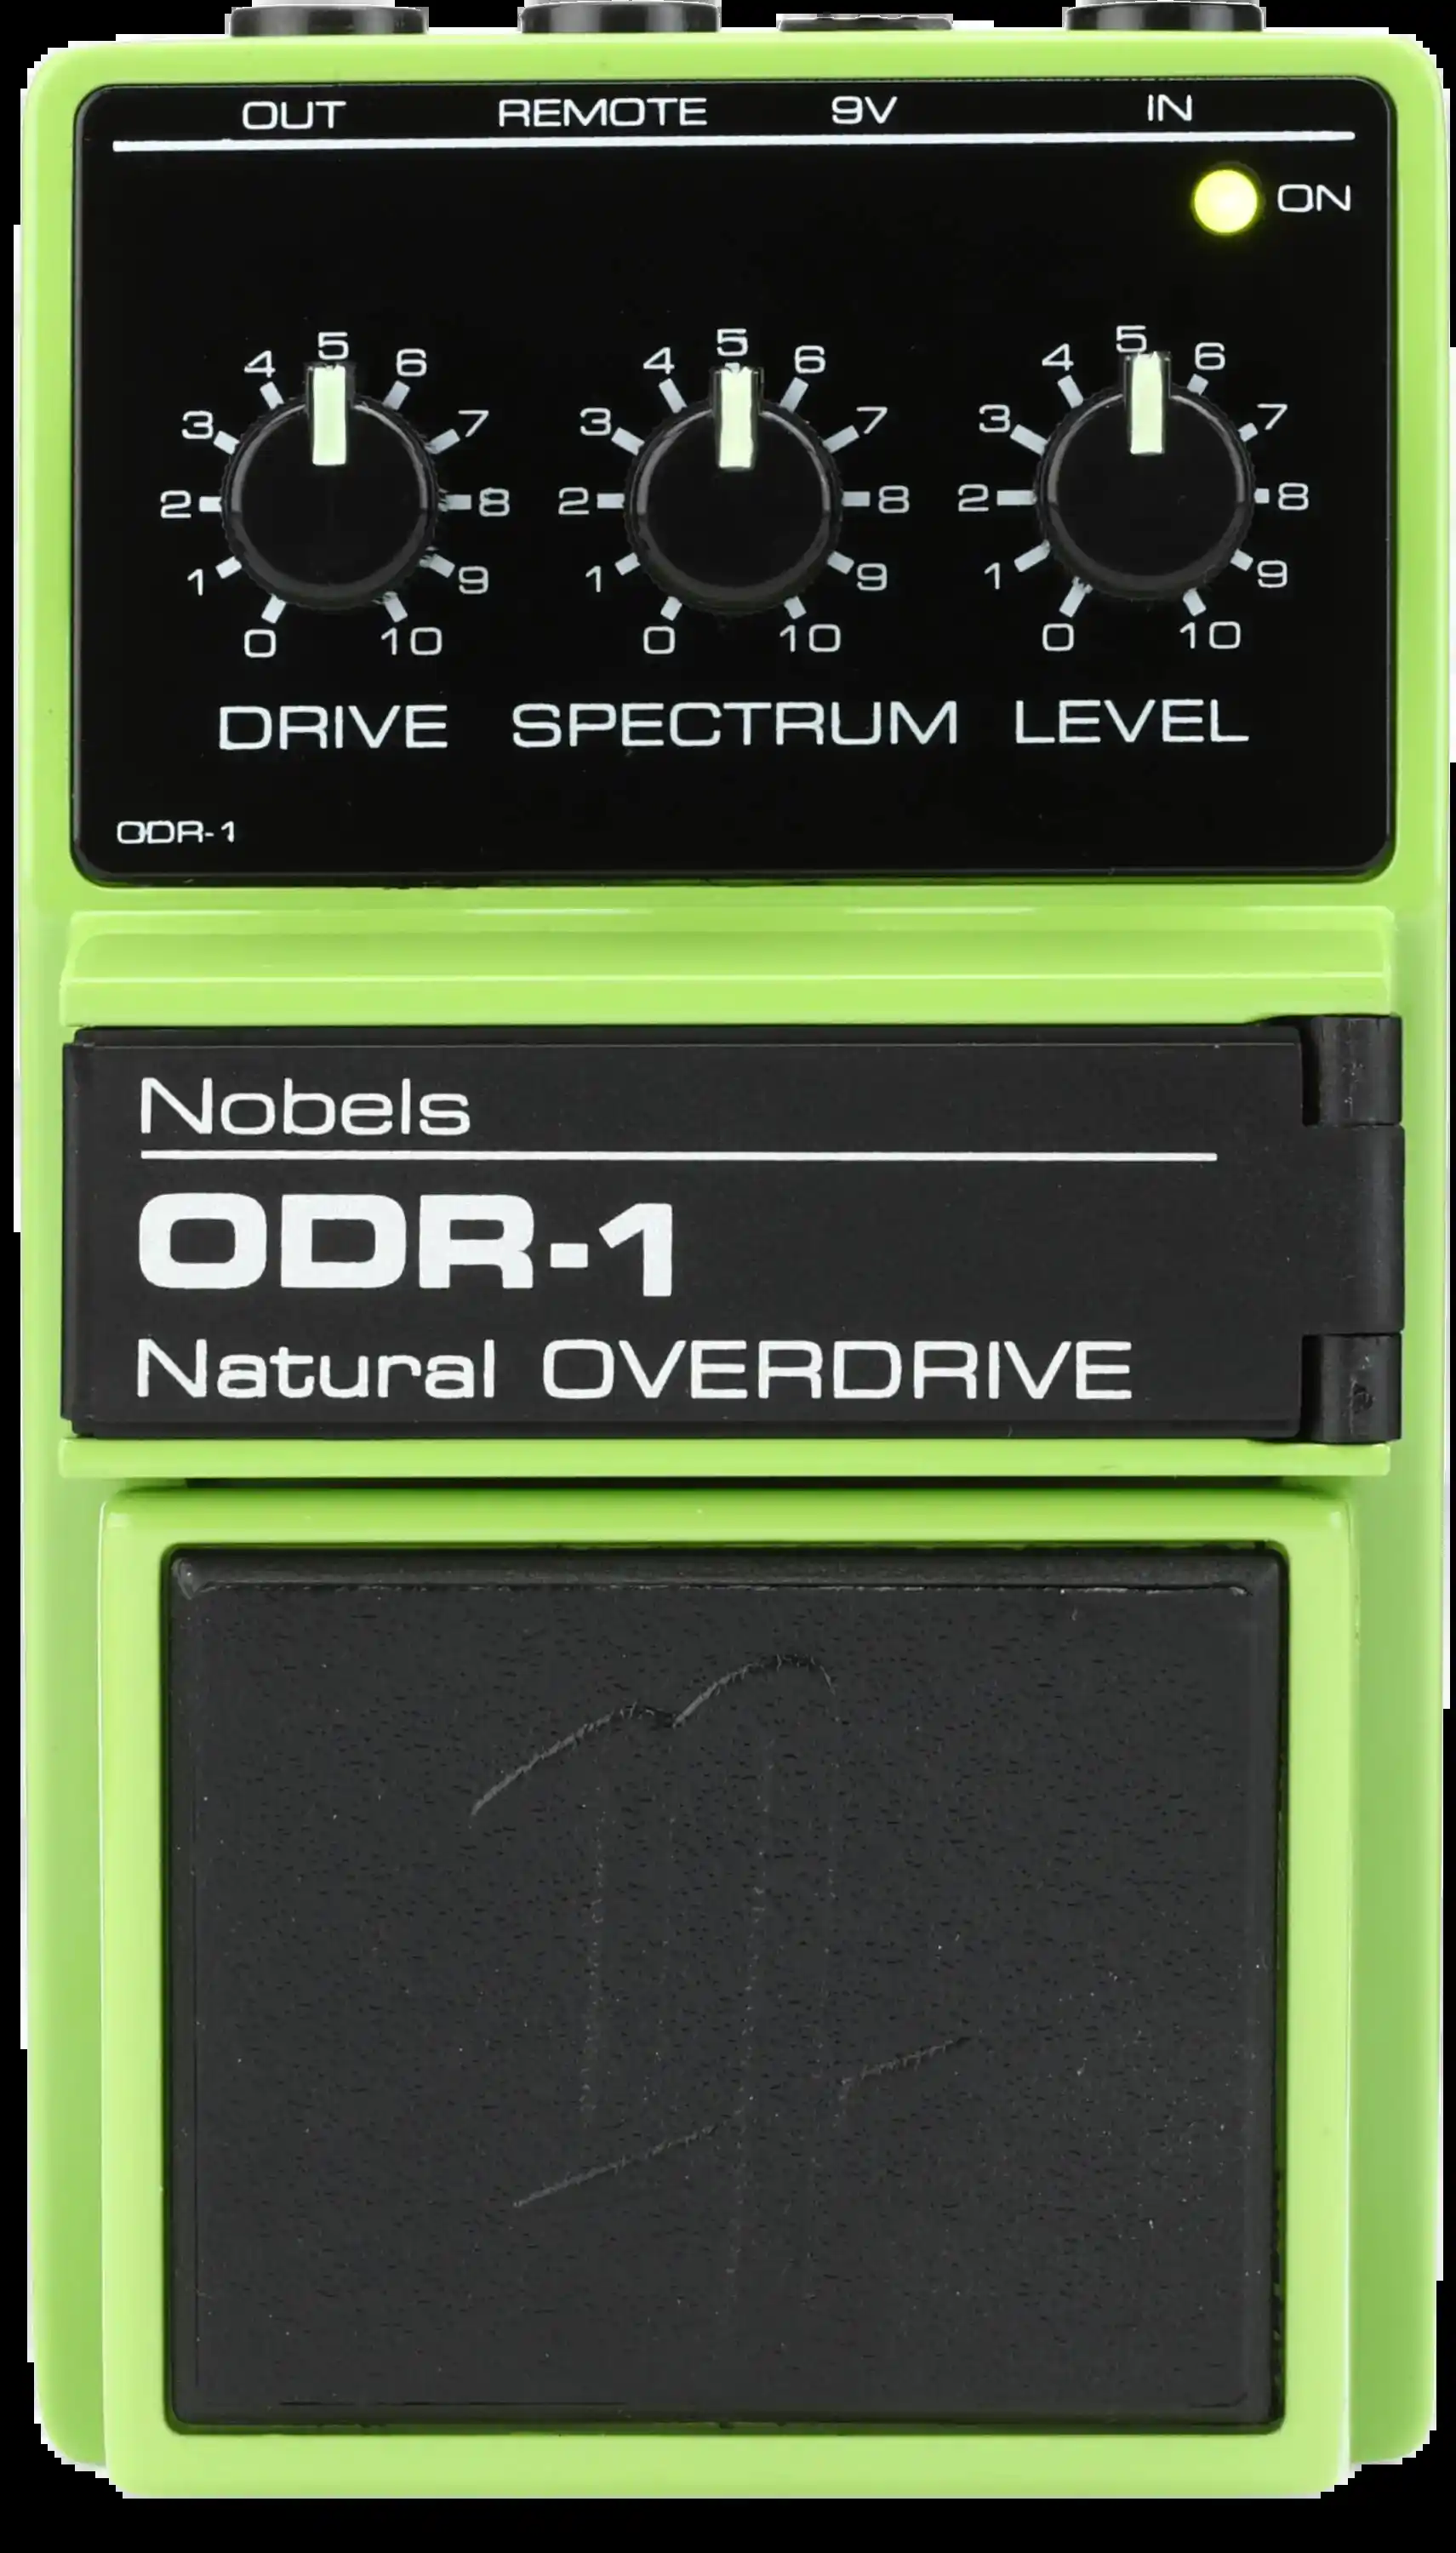 OUT REMOTE 9V IN
ON
0 1 2 3 4 5 6 7 8 9 10
0 1 2 3 4 5 6 7 8 9 10
0 1 2 3 4 5 6 7 8 9 10
DRIVE SPECTRUM LEVEL
ODR-1
Nobels
ODR-1
Natural OVERDRIVE